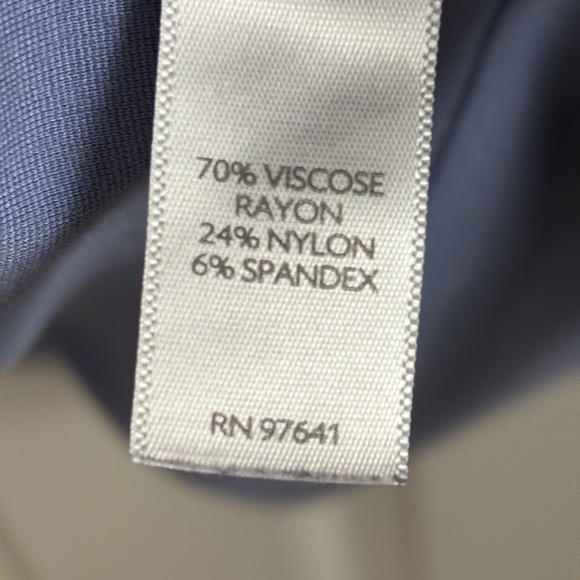 70% VISCOSE
RAYON
24% NYLON
6% SPANDEX
RN 97641